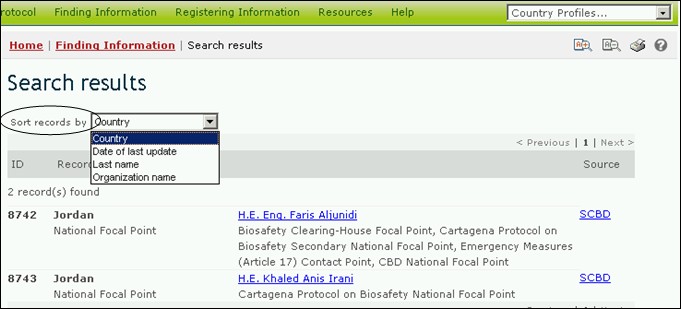 rotocol Finding Information Registering Information Resources Help Country Profiles...
Home | Finding Information | Search results
Search results
Sort records by Country
Country
Date of last update
Last name
Organization name
< Previous | 1 | Next >
ID Record Source
2 record(s) found
8742 Jordan H.E. Eng. Faris Aljunidi SCBD
National Focal Point Biosafety Clearing-House Focal Point, Cartagena Protocol on
Biosafety Secondary National Focal Point, Emergency Measures
(Article 17) Contact Point, CBD National Focal Point
8743 Jordan H.E. Khaled Anis Irani SCBD
National Focal Point Cartagena Protocol on Biosafety National Focal Point